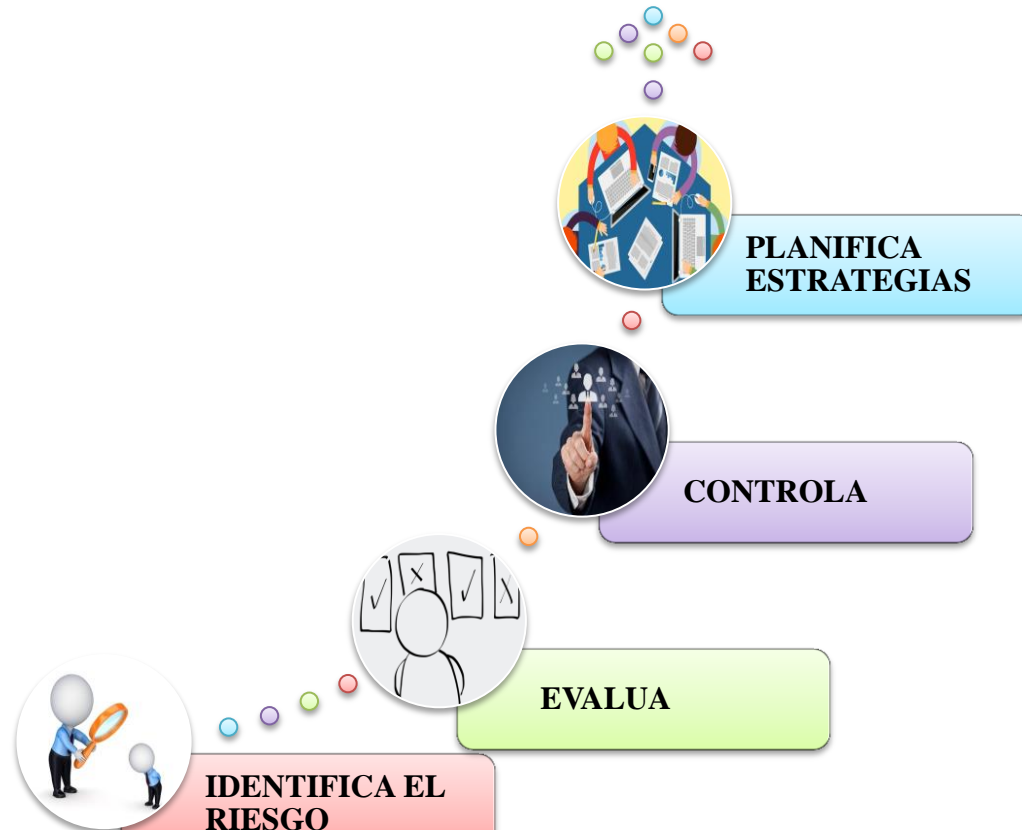 PLANIFICA
ESTRATEGIAS
CONTROLA
EVALUA
IDENTIFICA EL
RIESGO